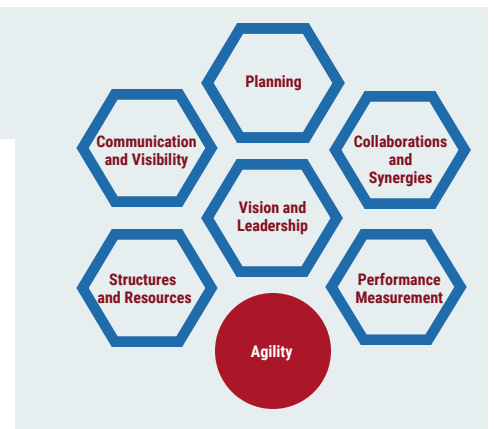 Planning
Communication
and Visibility
Collaborations
and
Synergies
Vision and
Leadership
Structures
and Resources
Performance
Measurement
Agility